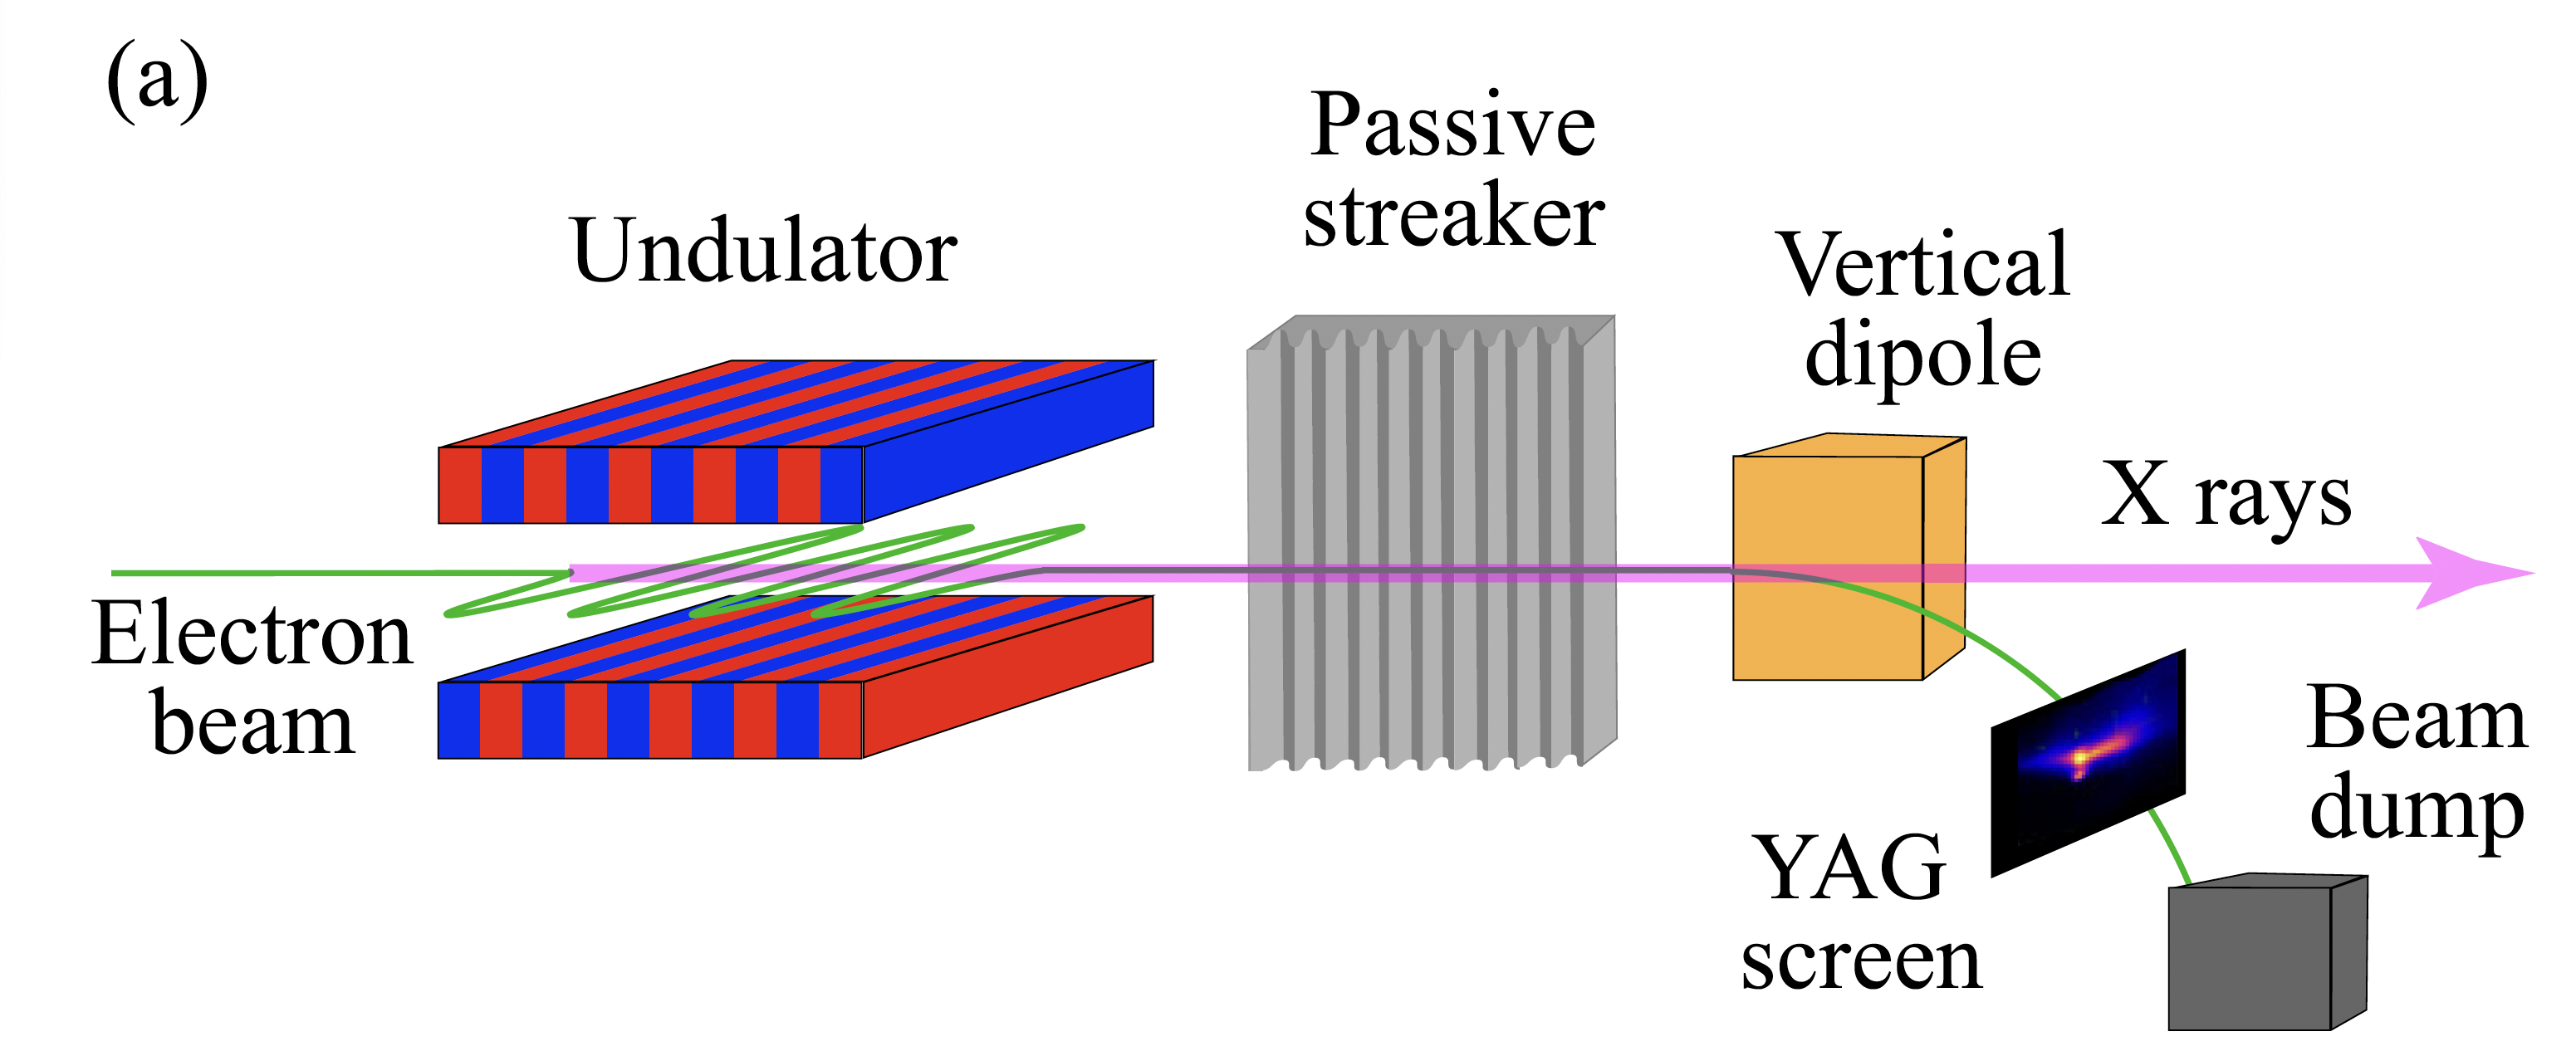 (a)
Undulator
Passive
streaker
Vertical
dipole
X rays
Electron
beam
YAG
screen
Beam
dump